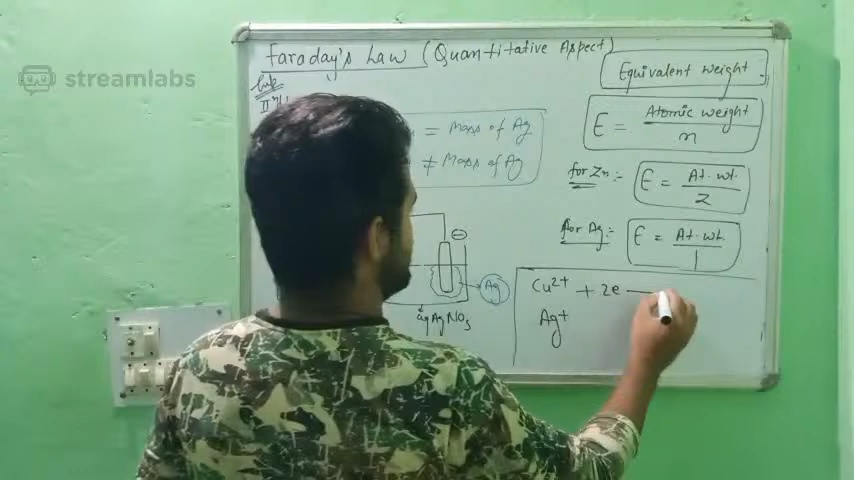 streamlabs
Faraday's Law (Quantitative Aspect)
Equivalent weight :-
E = Atomic weight / n
= Mass of Ag
≠ Mass of Ag
for Zn :- E = At. wt. / 2
for Ag :- E = At. wt. / 1
⊖
Ag
aq AgNO3
Cu²⁺ + 2e —
Ag⁺